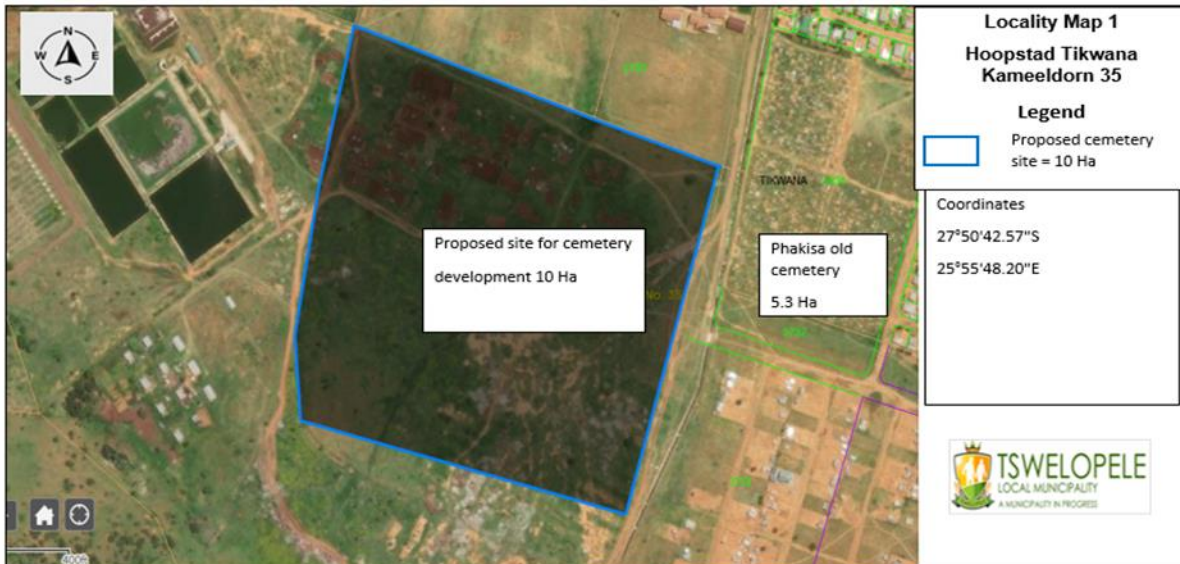 N
W E
S
Locality Map 1
Hoopstad Tikwana
Kameeldorn 35
Legend
Proposed cemetery
site = 10 Ha
Coordinates
27°50'42.57"S
25°55'48.20"E
Proposed site for cemetery
development 10 Ha
TIKWANA
Phakisa old
cemetery
5.3 Ha
TSWELOPELE
LOCAL MUNICIPALITY
A MUNICIPALITY IN PROGRESS
400ft